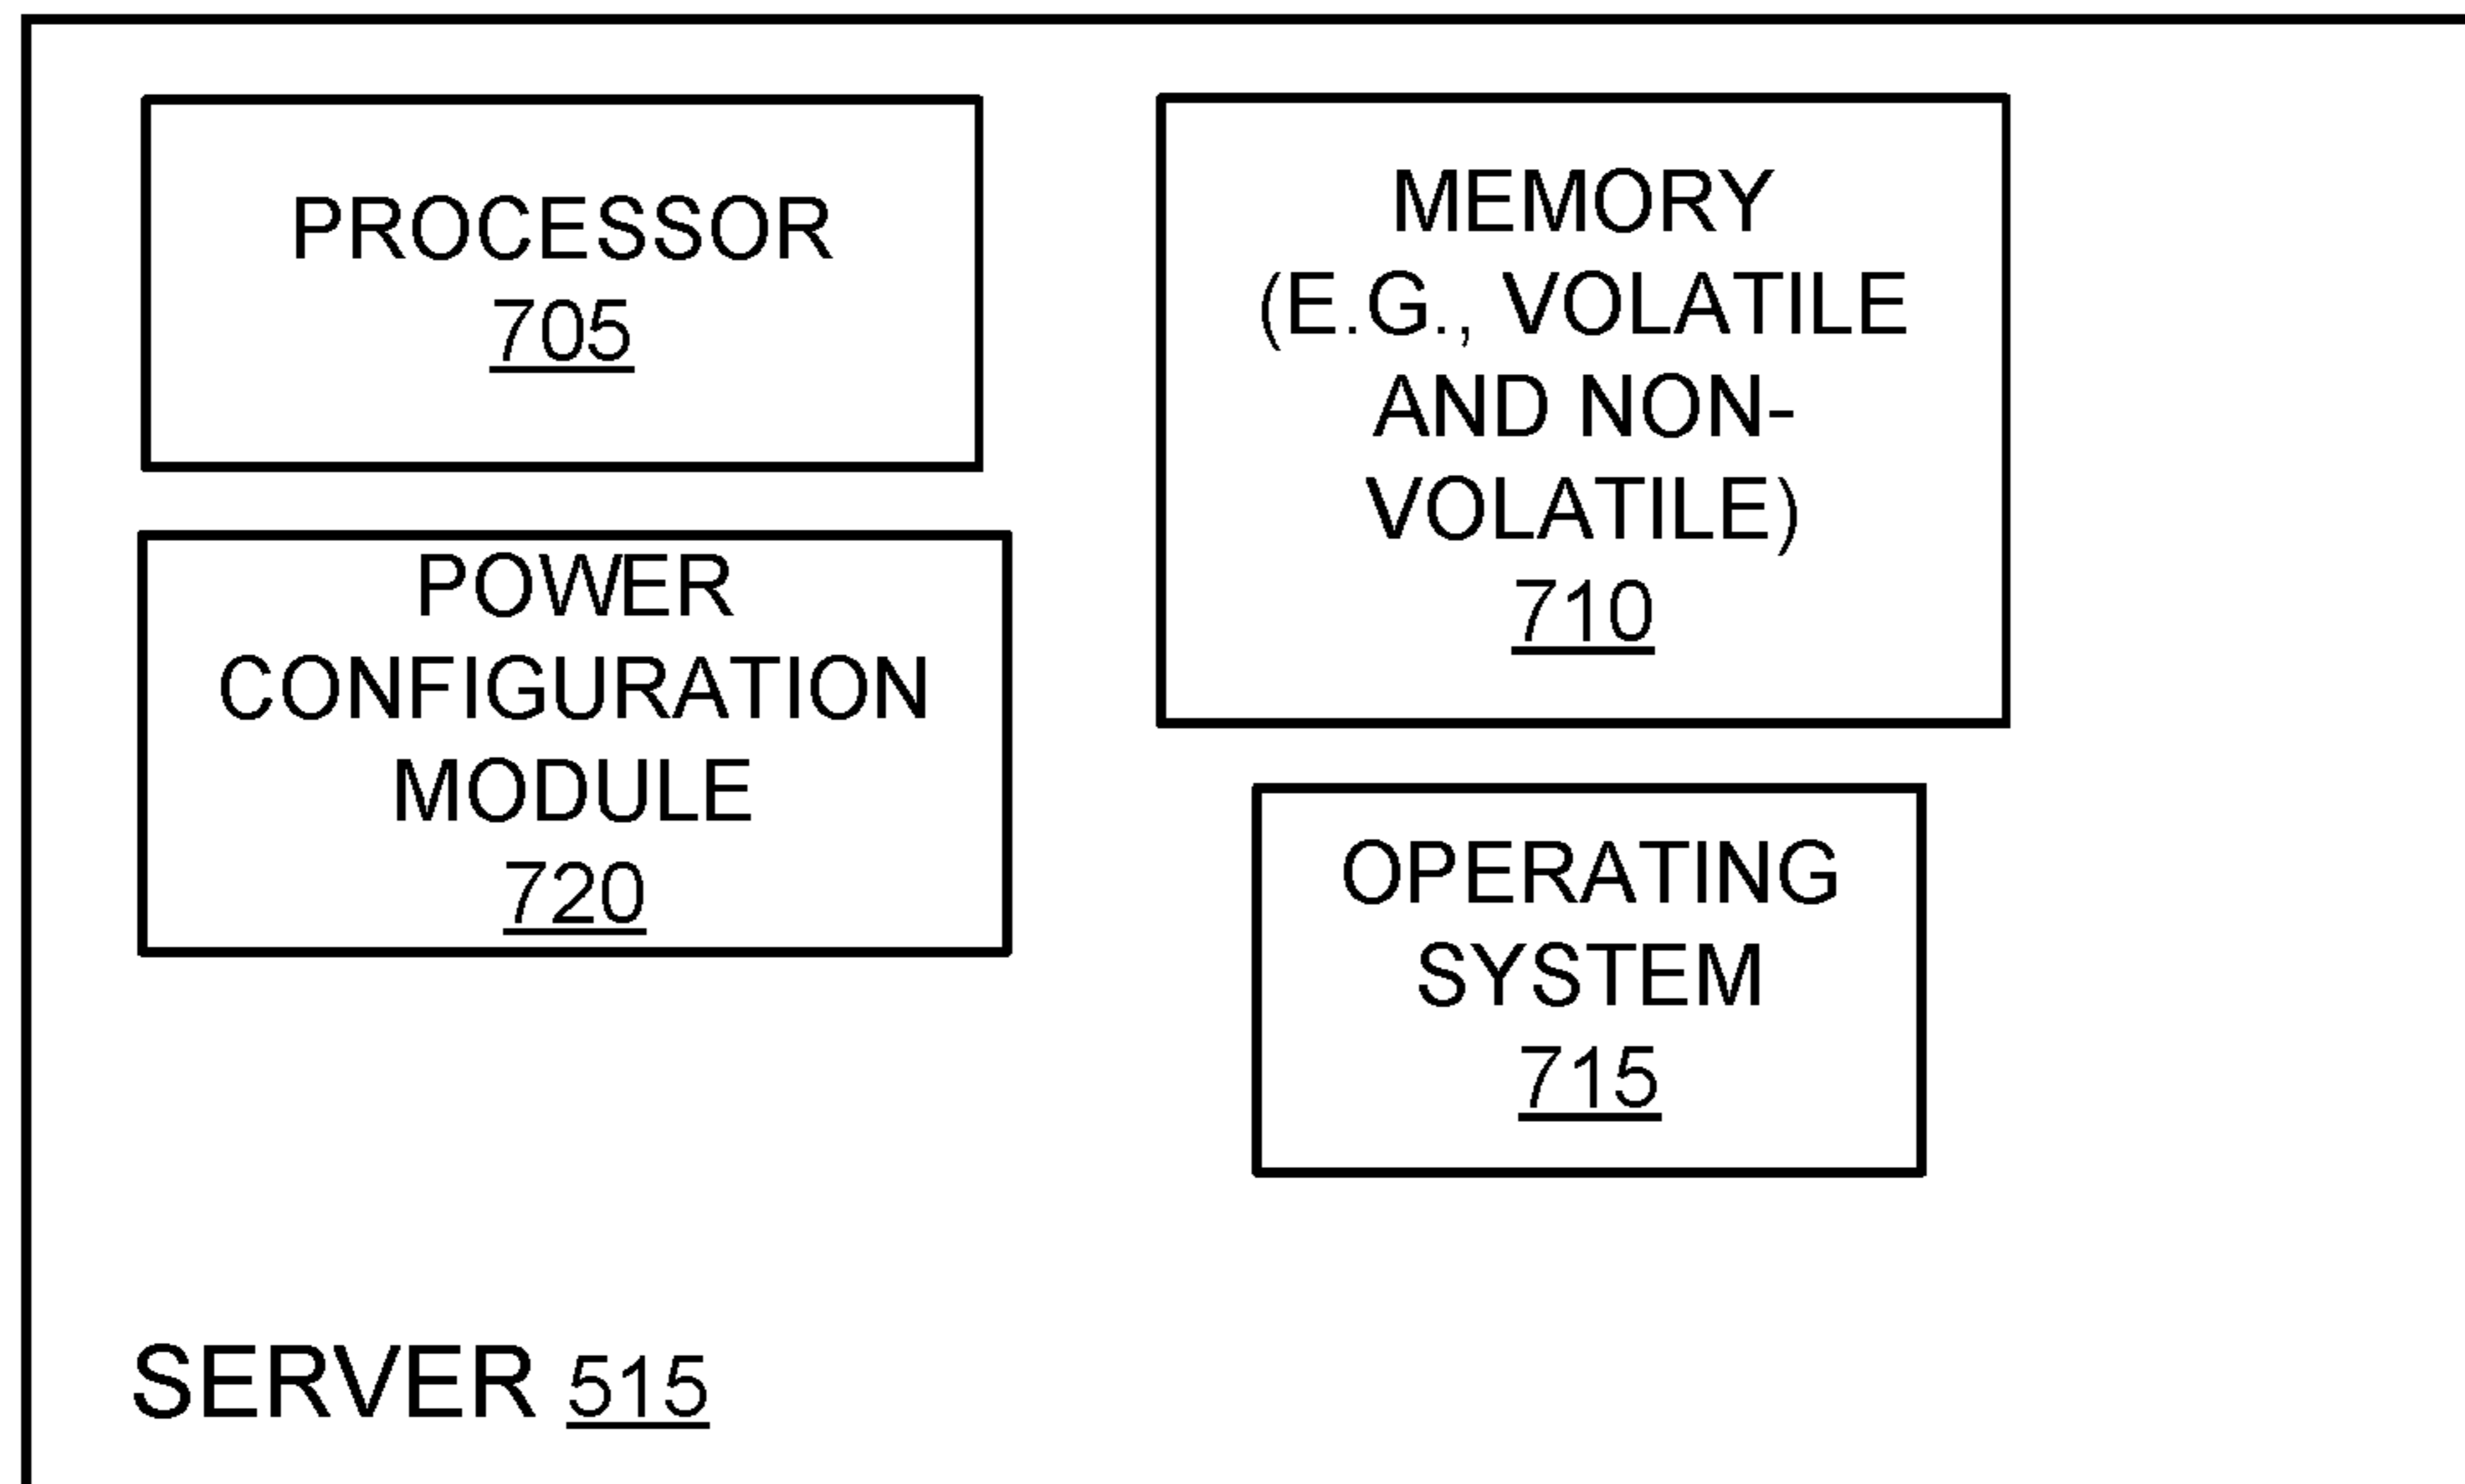 PROCESSOR
705
MEMORY
(E.G., VOLATILE
AND NON-
VOLATILE)
710
POWER
CONFIGURATION
MODULE
720
OPERATING
SYSTEM
715
SERVER 515